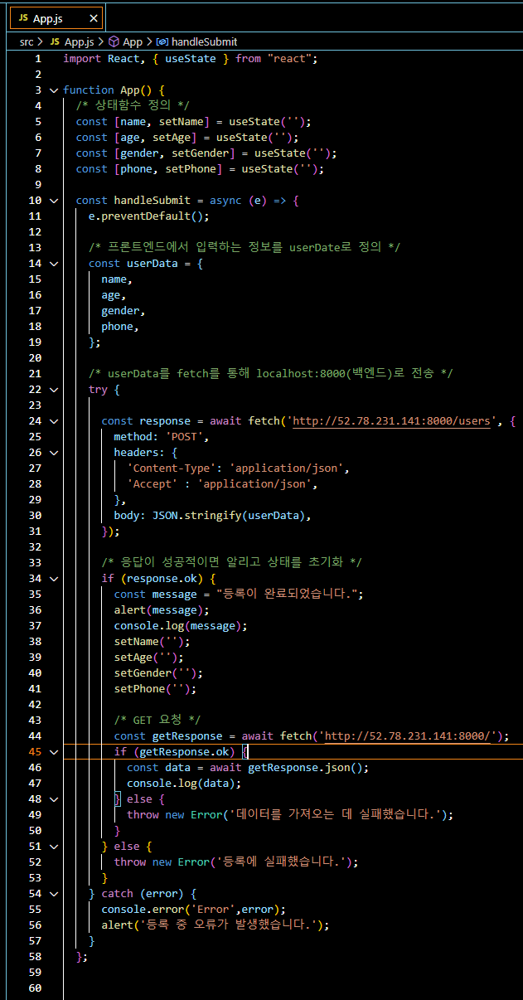 JS App.js ×
src > JS App.js > App > handleSubmit
1 import React, { useState } from "react";
2
3 function App() {
4 /* 상태함수 정의 */
5 const [name, setName] = useState('');
6 const [age, setAge] = useState('');
7 const [gender, setGender] = useState('');
8 const [phone, setPhone] = useState('');
9
10 const handleSubmit = async (e) => {
11 e.preventDefault();
12
13 /* 프론트엔드에서 입력하는 정보를 userDate로 정의 */
14 const userData = {
15 name,
16 age,
17 gender,
18 phone,
19 };
20
21 /* userData를 fetch를 통해 localhost:8000(백엔드)로 전송 */
22 try {
23
24 const response = await fetch('http://52.78.231.141:8000/users', {
25 method: 'POST',
26 headers: {
27 'Content-Type': 'application/json',
28 'Accept' : 'application/json',
29 },
30 body: JSON.stringify(userData),
31 });
32
33 /* 응답이 성공적이면 알리고 상태를 초기화 */
34 if (response.ok) {
35 const message = "등록이 완료되었습니다.";
36 alert(message);
37 console.log(message);
38 setName('');
39 setAge('');
40 setGender('');
41 setPhone('');
42
43 /* GET 요청 */
44 const getResponse = await fetch('http://52.78.231.141:8000/');
45 if (getResponse.ok) {
46 const data = await getResponse.json();
47 console.log(data);
48 } else {
49 throw new Error('데이터를 가져오는 데 실패했습니다.');
50 }
51 } else {
52 throw new Error('등록에 실패했습니다.');
53 }
54 } catch (error) {
55 console.error('Error',error);
56 alert('등록 중 오류가 발생했습니다.');
57 }
58 };
59
60